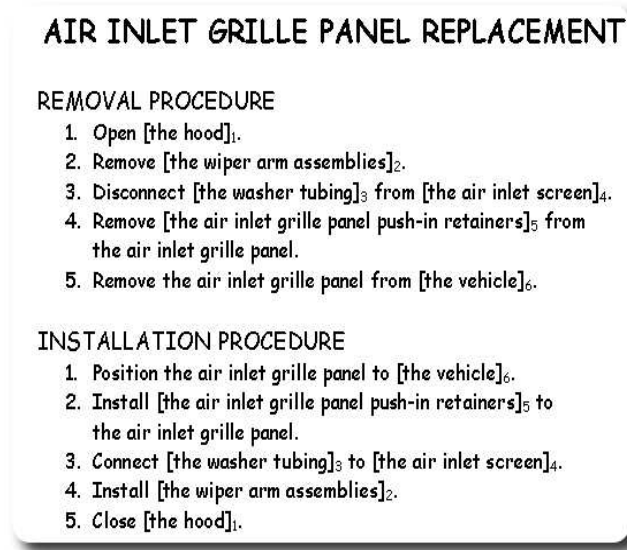 AIR INLET GRILLE PANEL REPLACEMENT
REMOVAL PROCEDURE
1. Open [the hood]₁.
2. Remove [the wiper arm assemblies]₂.
3. Disconnect [the washer tubing]₃ from [the air inlet screen]₄.
4. Remove [the air inlet grille panel push-in retainers]₅ from
the air inlet grille panel.
5. Remove the air inlet grille panel from [the vehicle]₆.
INSTALLATION PROCEDURE
1. Position the air inlet grille panel to [the vehicle]₆.
2. Install [the air inlet grille panel push-in retainers]₅ to
the air inlet grille panel.
3. Connect [the washer tubing]₃ to [the air inlet screen]₄.
4. Install [the wiper arm assemblies]₂.
5. Close [the hood]₁.